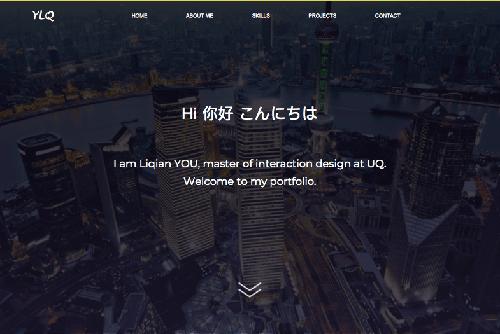 YLQ
HOME ABOUT ME SKILLS PROJECTS CONTACT
Hi 你好 こんにちは
I am Liqian YOU, master of interaction design at UQ.
Welcome to my portfolio.